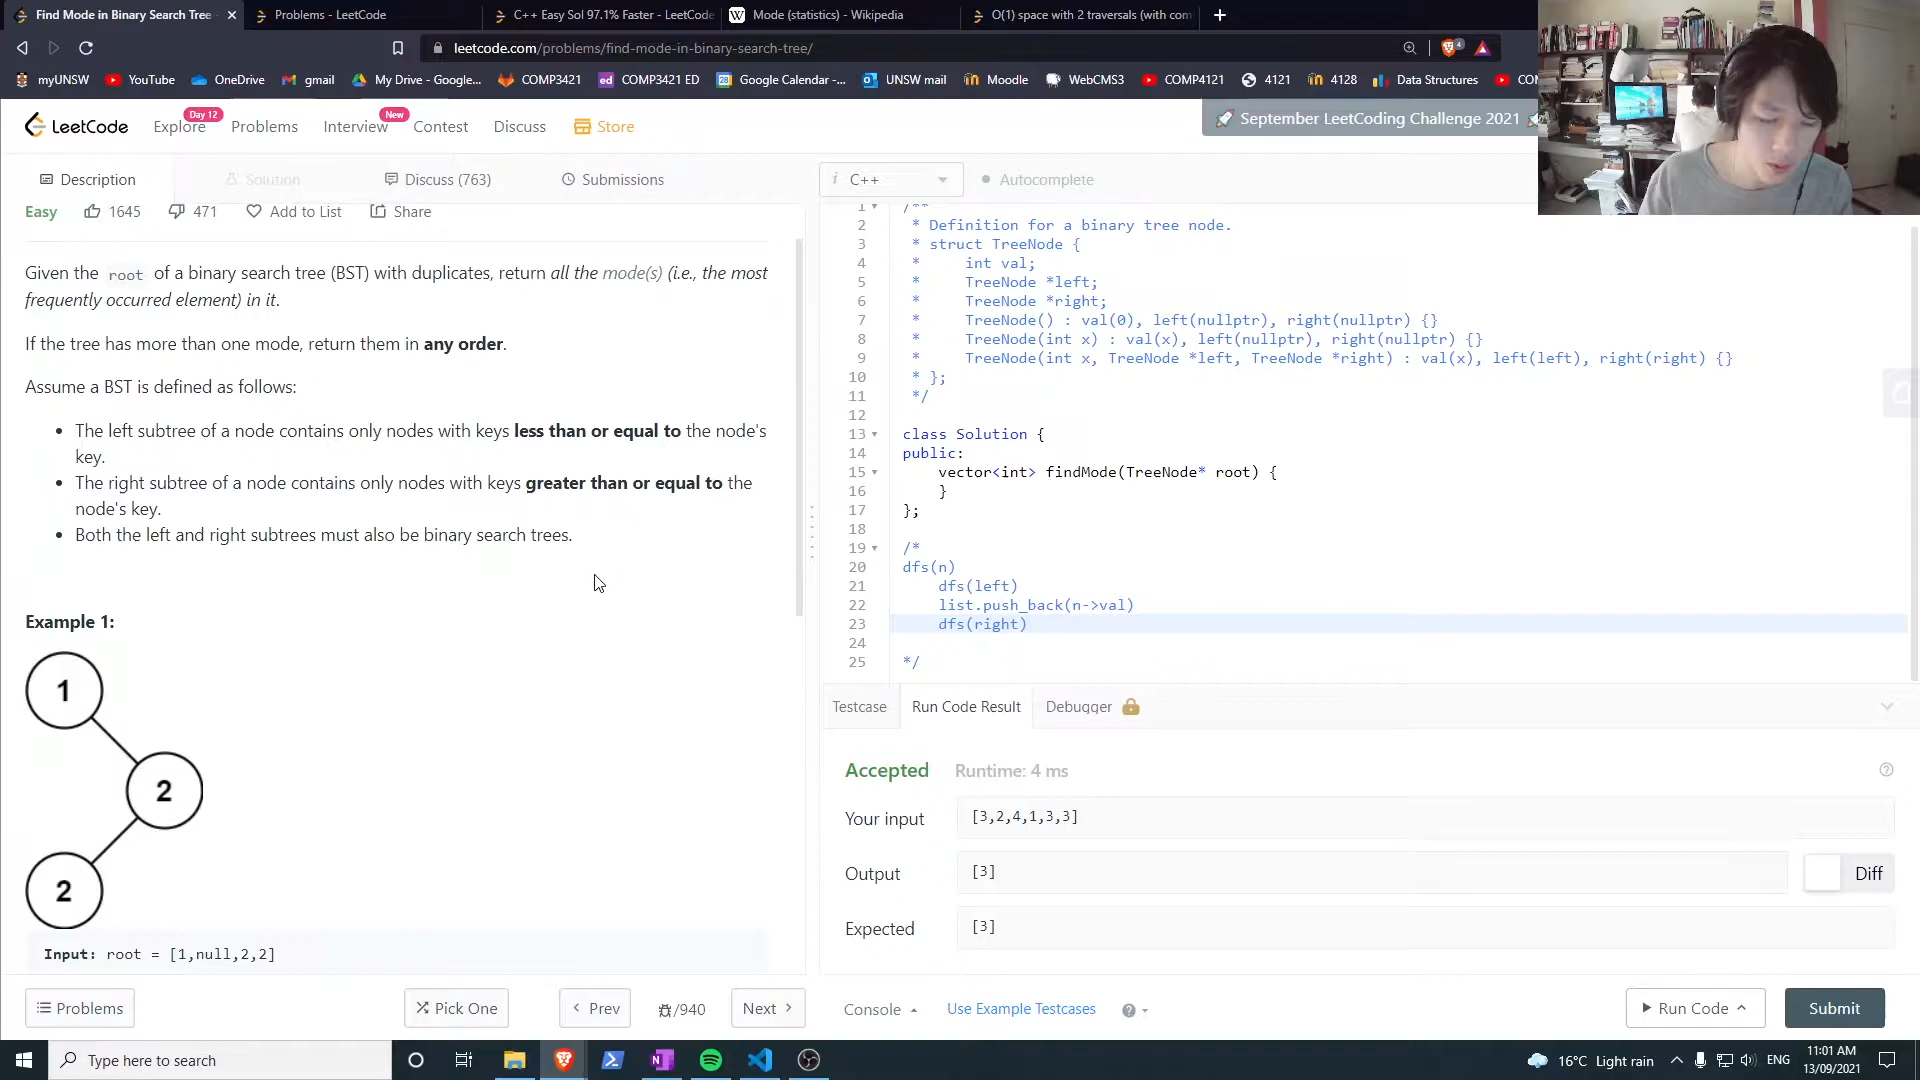 Find Mode in Binary Search Tree
Problems - LeetCode
C++ Easy Sol 97.1% Faster - LeetCode
Mode (statistics) - Wikipedia
O(1) space with 2 traversals (with com
leetcode.com/problems/find-mode-in-binary-search-tree/
4
myUNSW
YouTube
OneDrive
gmail
My Drive - Google...
COMP3421
ed COMP3421 ED
Google Calendar -...
UNSW mail
Moodle
WebCMS3
COMP4121
4121
4128
Data Structures
LeetCode
Explore
Day 12
Problems
Interview
New
Contest
Discuss
Store
September LeetCoding Challenge 2021
Description
Solution
Discuss (763)
Submissions
i C++
Autocomplete
Easy
1645
471
Add to List
Share
Given the root of a binary search tree (BST) with duplicates, return all the mode(s) (i.e., the most
frequently occurred element) in it.
If the tree has more than one mode, return them in any order.
Assume a BST is defined as follows:
• The left subtree of a node contains only nodes with keys less than or equal to the node's
key.
• The right subtree of a node contains only nodes with keys greater than or equal to the
node's key.
• Both the left and right subtrees must also be binary search trees.
Example 1:
1
2
2
Input: root = [1,null,2,2]
1 /**
2 * Definition for a binary tree node.
3 * struct TreeNode {
4 *     int val;
5 *     TreeNode *left;
6 *     TreeNode *right;
7 *     TreeNode() : val(0), left(nullptr), right(nullptr) {}
8 *     TreeNode(int x) : val(x), left(nullptr), right(nullptr) {}
9 *     TreeNode(int x, TreeNode *left, TreeNode *right) : val(x), left(left), right(right) {}
10 * };
11 */
12
13 class Solution {
14 public:
15     vector<int> findMode(TreeNode* root) {
16     }
17 };
18
19 /*
20 dfs(n)
21     dfs(left)
22     list.push_back(n->val)
23     dfs(right)
24
25 */
Testcase
Run Code Result
Debugger
Accepted
Runtime: 4 ms
Your input
[3,2,4,1,3,3]
Output
[3]
Diff
Expected
[3]
Problems
Pick One
Prev
/940
Next
Console
Use Example Testcases
Run Code
Submit
Type here to search
16°C Light rain
ENG
11:01 AM
13/09/2021